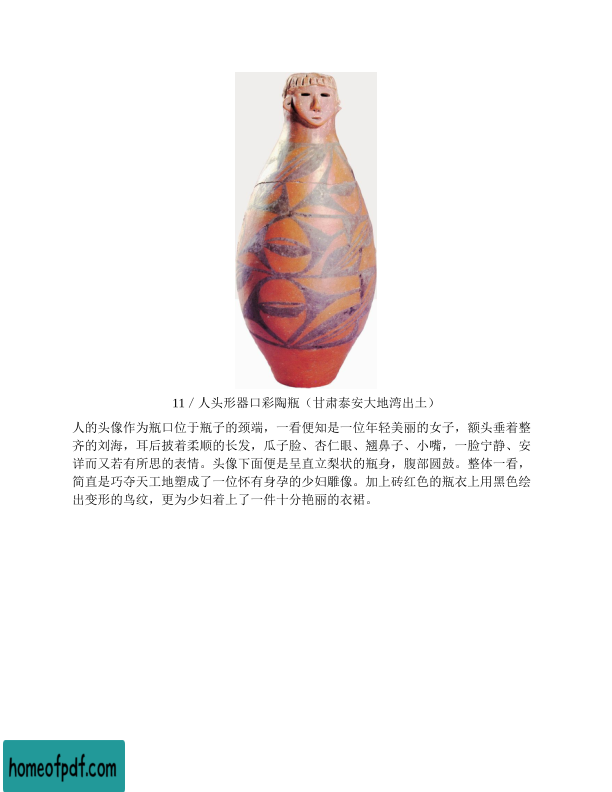 11 / 人头形器口彩陶瓶（甘肃泰安大地湾出土）
人的头像作为瓶口位于瓶子的颈端，一看便知是一位年轻美丽的女子，额头垂着整
齐的刘海，耳后披着柔顺的长发，瓜子脸、杏仁眼、翘鼻子、小嘴，一脸宁静、安
详而又若有所思的表情。头像下面便是呈直立梨状的瓶身，腹部圆鼓。整体一看，
简直是巧夺天工地塑成了一位怀有身孕的少妇雕像。加上砖红色的瓶衣上用黑色绘
出变形的鸟纹，更为少妇着上了一件十分艳丽的衣裙。
homeofpdf.com